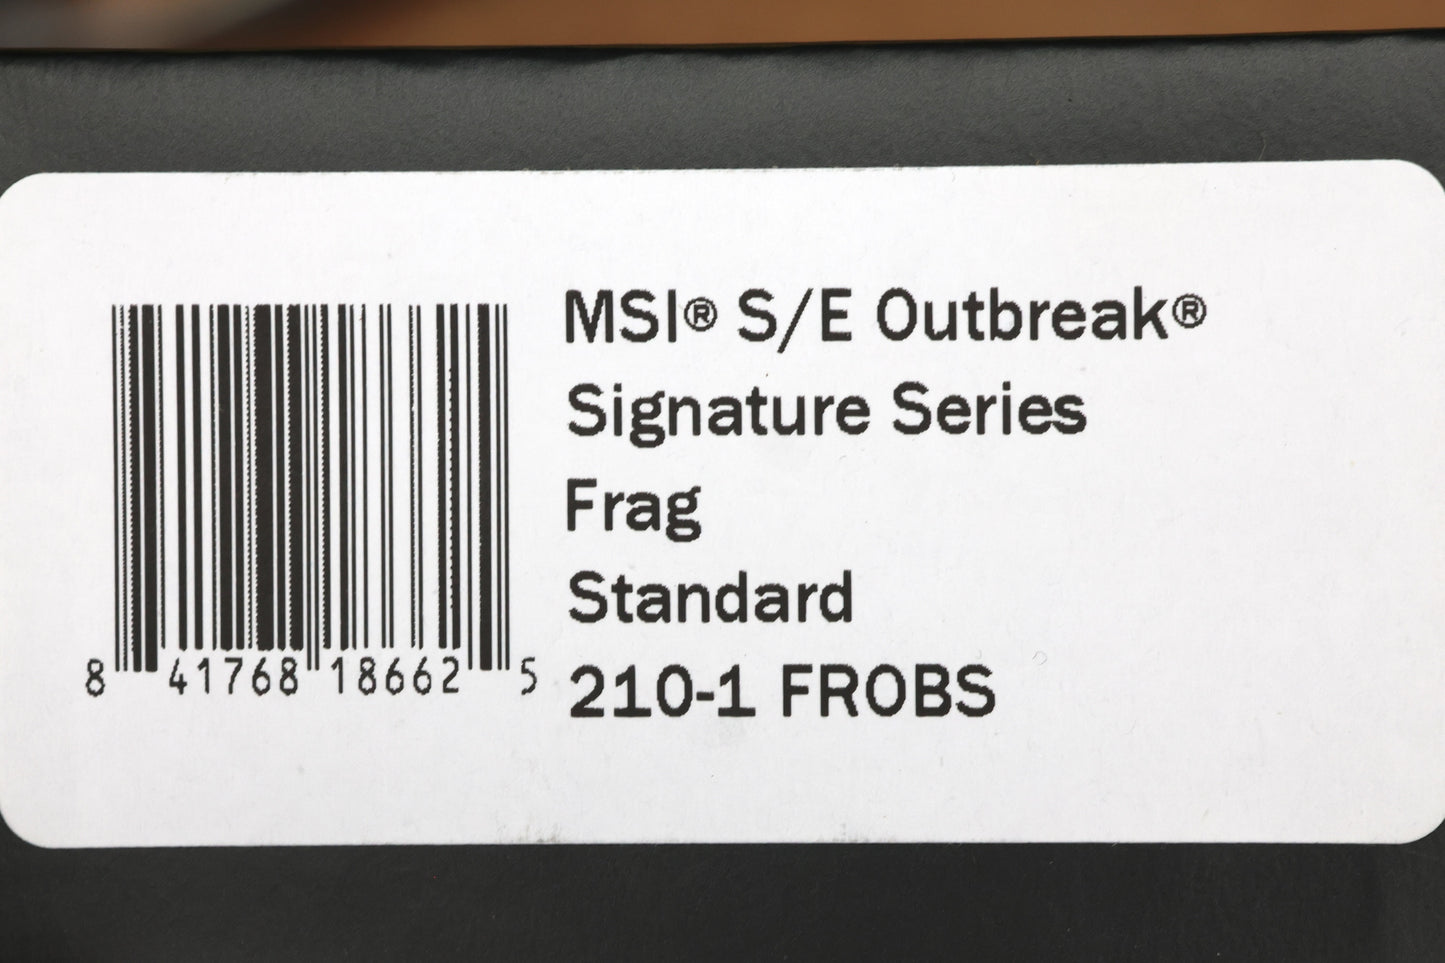 MSI® S/E Outbreak®
Signature Series
Frag
Standard
210-1 FROBS
8 41768 18662 5